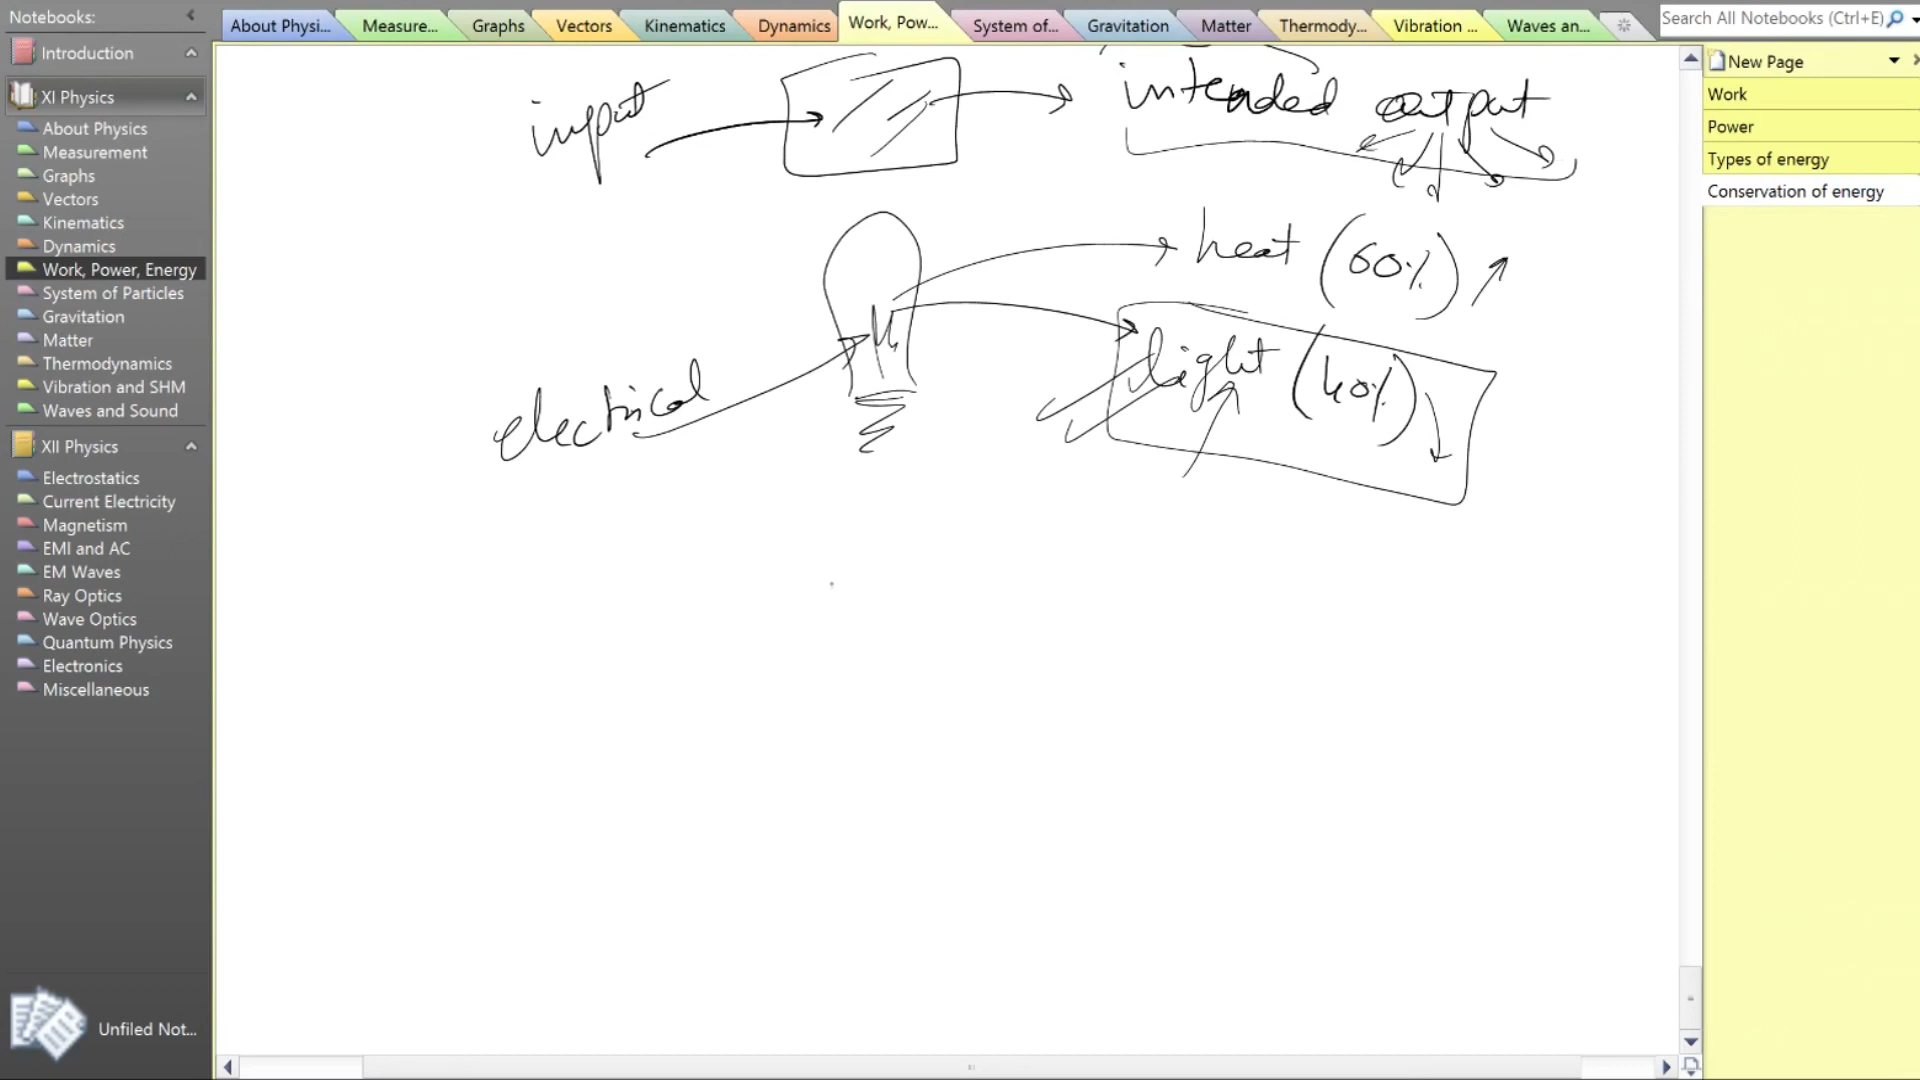 Notebooks:
About Physi...
Measure...
Graphs
Vectors
Kinematics
Dynamics
Work, Pow...
System of...
Gravitation
Matter
Thermody...
Vibration ...
Waves an...
Search All Notebooks (Ctrl+E)
Introduction
XI Physics
About Physics
Measurement
Graphs
Vectors
Kinematics
Dynamics
Work, Power, Energy
System of Particles
Gravitation
Matter
Thermodynamics
Vibration and SHM
Waves and Sound
XII Physics
Electrostatics
Current Electricity
Magnetism
EMI and AC
EM Waves
Ray Optics
Wave Optics
Quantum Physics
Electronics
Miscellaneous
Unfiled Not...
input
intended output
heat (60%)
light (40%)
electrical
New Page
Work
Power
Types of energy
Conservation of energy